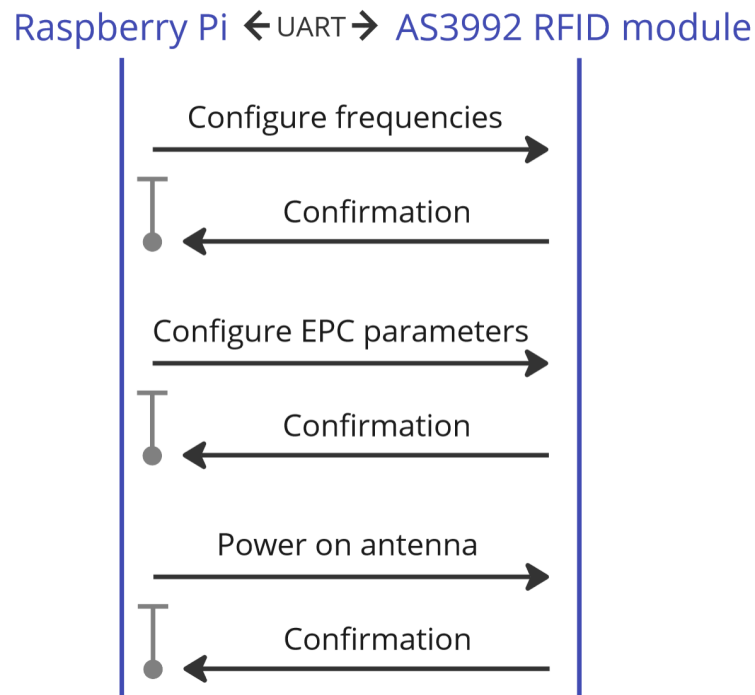 Raspberry Pi UART AS3992 RFID module
Configure frequencies
Confirmation
Configure EPC parameters
Confirmation
Power on antenna
Confirmation